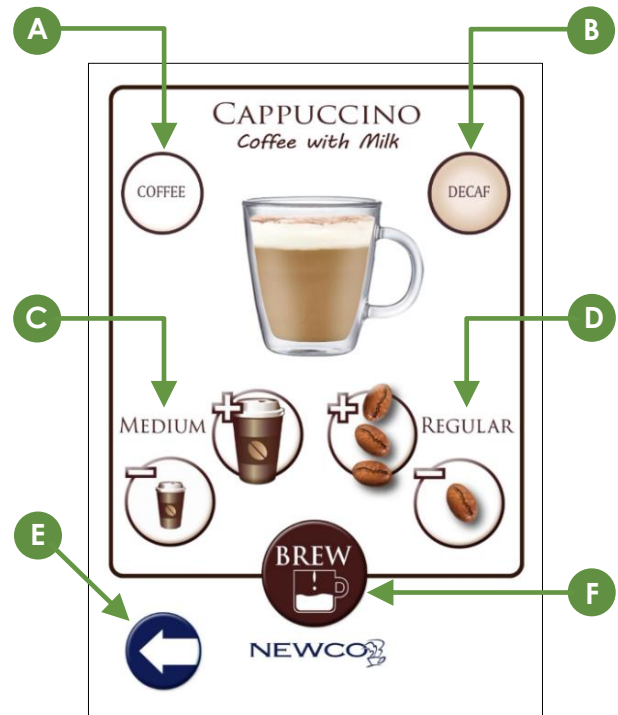 A
B
CAPPUCCINO
Coffee with Milk
COFFEE
DECAF
C
D
MEDIUM
REGULAR
E
BREW
D
F
NEWCO